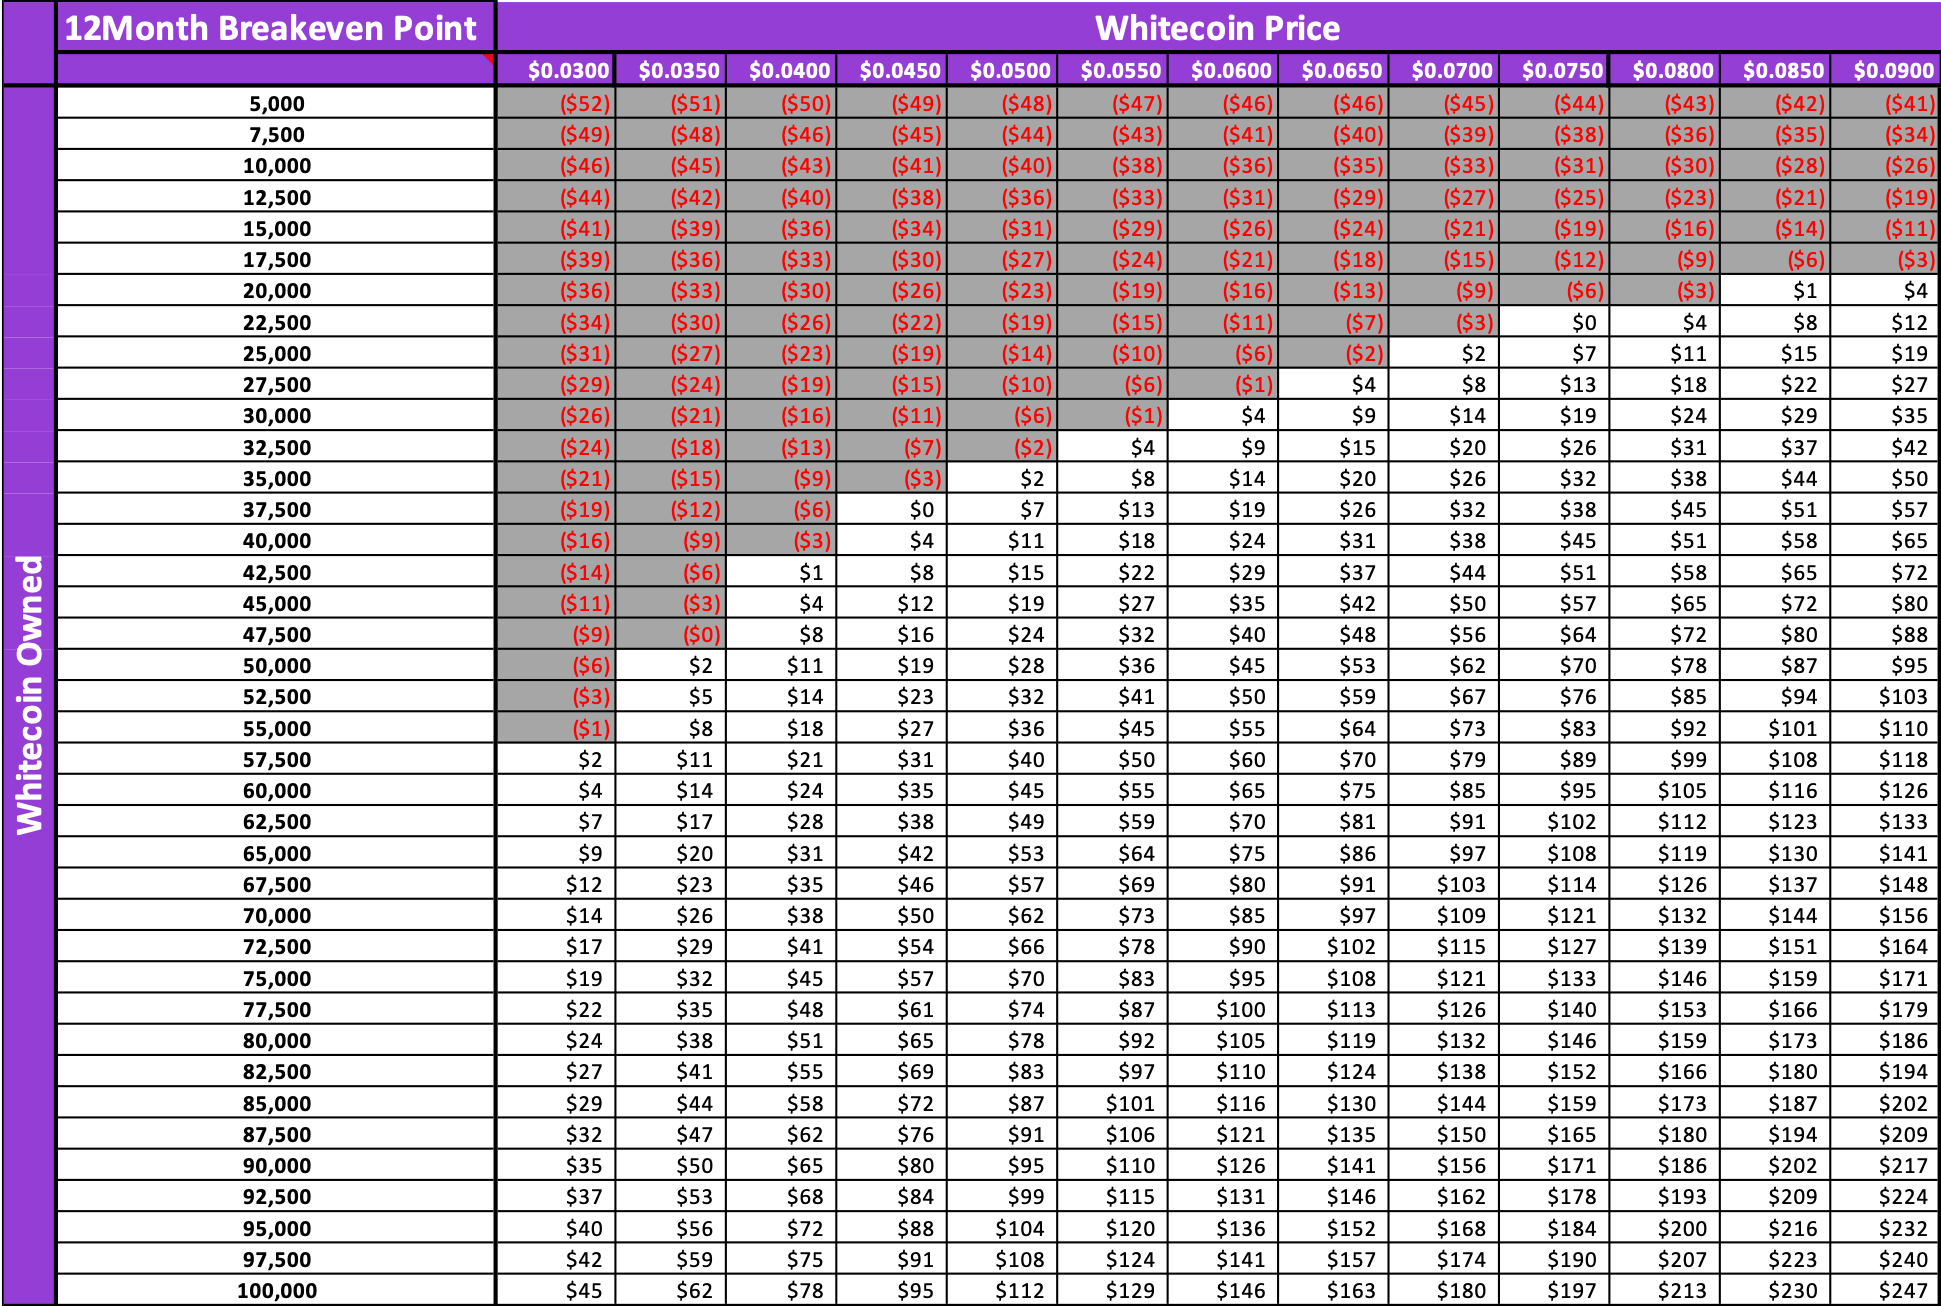 12Month Breakeven Point Whitecoin Price
$0.0300 $0.0350 $0.0400 $0.0450 $0.0500 $0.0550 $0.0600 $0.0650 $0.0700 $0.0750 $0.0800 $0.0850 $0.0900
Whitecoin Owned
5,000 ($52) ($51) ($50) ($49) ($48) ($47) ($46) ($46) ($45) ($44) ($43) ($42) ($41)
7,500 ($49) ($48) ($46) ($45) ($44) ($43) ($41) ($40) ($39) ($38) ($36) ($35) ($34)
10,000 ($46) ($45) ($43) ($41) ($40) ($38) ($36) ($35) ($33) ($31) ($30) ($28) ($26)
12,500 ($44) ($42) ($40) ($38) ($36) ($33) ($31) ($29) ($27) ($25) ($23) ($21) ($19)
15,000 ($41) ($39) ($36) ($34) ($31) ($29) ($26) ($24) ($21) ($19) ($16) ($14) ($11)
17,500 ($39) ($36) ($33) ($30) ($27) ($24) ($21) ($18) ($15) ($12) ($9) ($6) ($3)
20,000 ($36) ($33) ($30) ($26) ($23) ($19) ($16) ($13) ($9) ($6) ($3) $1 $4
22,500 ($34) ($30) ($26) ($22) ($19) ($15) ($11) ($7) ($3) $0 $4 $8 $12
25,000 ($31) ($27) ($23) ($19) ($14) ($10) ($6) ($2) $2 $7 $11 $15 $19
27,500 ($29) ($24) ($19) ($15) ($10) ($6) ($1) $4 $8 $13 $18 $22 $27
30,000 ($26) ($21) ($16) ($11) ($6) ($1) $4 $9 $14 $19 $24 $29 $35
32,500 ($24) ($18) ($13) ($7) ($2) $4 $9 $15 $20 $26 $31 $37 $42
35,000 ($21) ($15) ($9) ($3) $2 $8 $14 $20 $26 $32 $38 $44 $50
37,500 ($19) ($12) ($6) $0 $7 $13 $19 $26 $32 $38 $45 $51 $57
40,000 ($16) ($9) ($3) $4 $11 $18 $24 $31 $38 $45 $51 $58 $65
42,500 ($14) ($6) $1 $8 $15 $22 $29 $37 $44 $51 $58 $65 $72
45,000 ($11) ($3) $4 $12 $19 $27 $35 $42 $50 $57 $65 $72 $80
47,500 ($9) ($0) $8 $16 $24 $32 $40 $48 $56 $64 $72 $80 $88
50,000 ($6) $2 $11 $19 $28 $36 $45 $53 $62 $70 $78 $87 $95
52,500 ($3) $5 $14 $23 $32 $41 $50 $59 $67 $76 $85 $94 $103
55,000 ($1) $8 $18 $27 $36 $45 $55 $64 $73 $83 $92 $101 $110
57,500 $2 $11 $21 $31 $40 $50 $60 $70 $79 $89 $99 $108 $118
60,000 $4 $14 $24 $35 $45 $55 $65 $75 $85 $95 $105 $116 $126
62,500 $7 $17 $28 $38 $49 $59 $70 $81 $91 $102 $112 $123 $133
65,000 $9 $20 $31 $42 $53 $64 $75 $86 $97 $108 $119 $130 $141
67,500 $12 $23 $35 $46 $57 $69 $80 $91 $103 $114 $126 $137 $148
70,000 $14 $26 $38 $50 $62 $73 $85 $97 $109 $121 $132 $144 $156
72,500 $17 $29 $41 $54 $66 $78 $90 $102 $115 $127 $139 $151 $164
75,000 $19 $32 $45 $57 $70 $83 $95 $108 $121 $133 $146 $159 $171
77,500 $22 $35 $48 $61 $74 $87 $100 $113 $126 $140 $153 $166 $179
80,000 $24 $38 $51 $65 $78 $92 $105 $119 $132 $146 $159 $173 $186
82,500 $27 $41 $55 $69 $83 $97 $110 $124 $138 $152 $166 $180 $194
85,000 $29 $44 $58 $72 $87 $101 $116 $130 $144 $159 $173 $187 $202
87,500 $32 $47 $62 $76 $91 $106 $121 $135 $150 $165 $180 $194 $209
90,000 $35 $50 $65 $80 $95 $110 $126 $141 $156 $171 $186 $202 $217
92,500 $37 $53 $68 $84 $99 $115 $131 $146 $162 $178 $193 $209 $224
95,000 $40 $56 $72 $88 $104 $120 $136 $152 $168 $184 $200 $216 $232
97,500 $42 $59 $75 $91 $108 $124 $141 $157 $174 $190 $207 $223 $240
100,000 $45 $62 $78 $95 $112 $129 $146 $163 $180 $197 $213 $230 $247